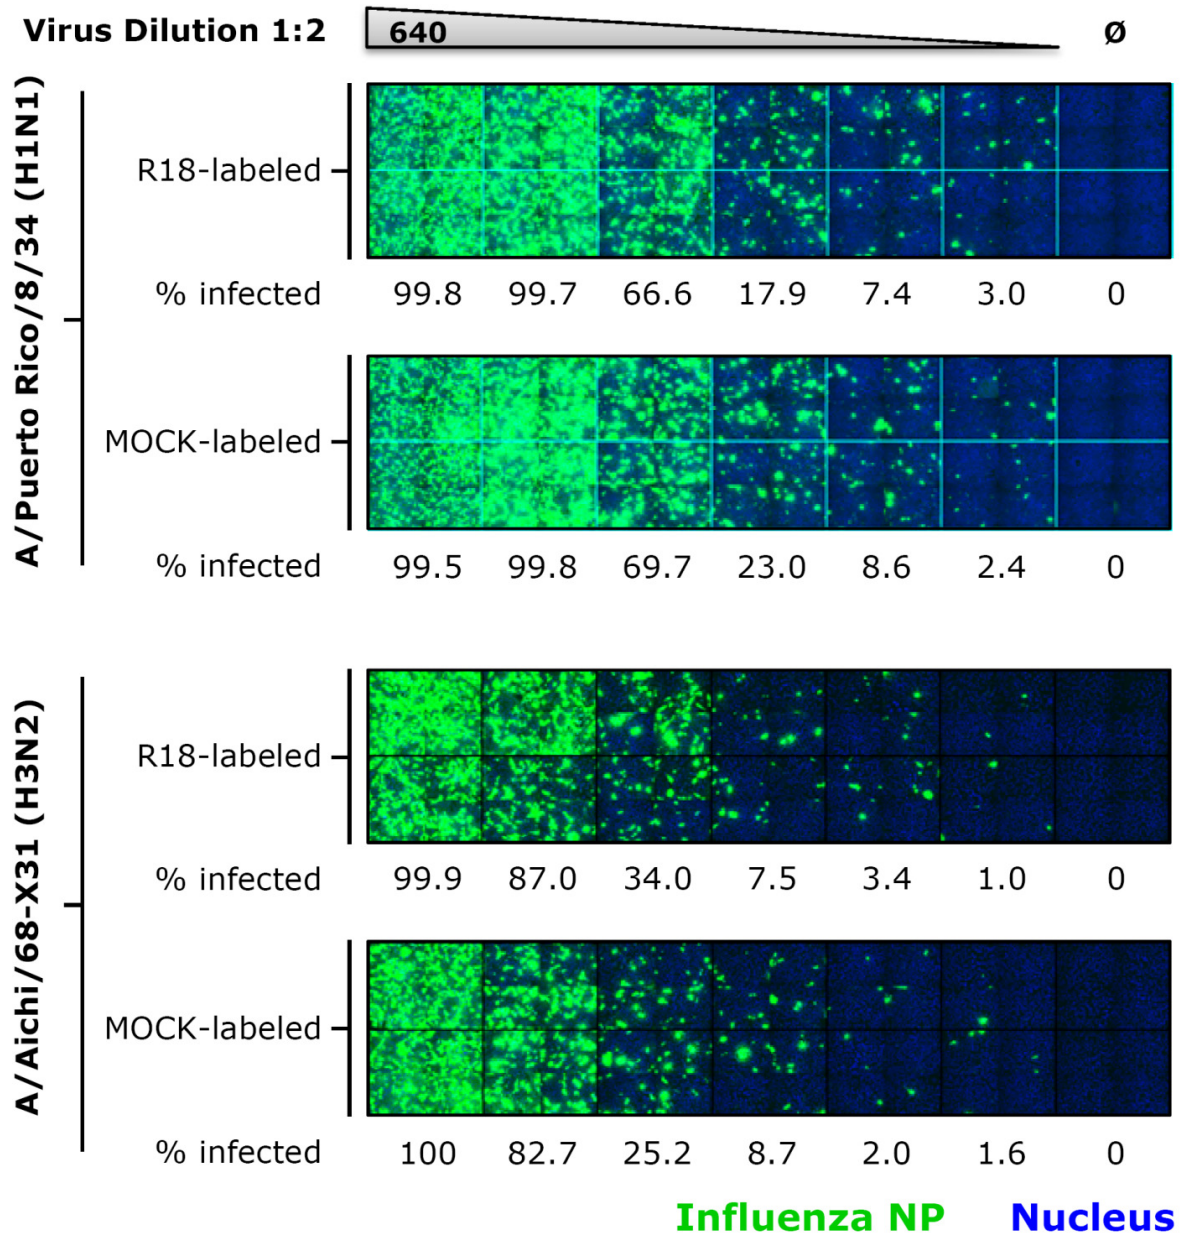 Virus Dilution 1:2 640 Ø
A/Puerto Rico/8/34 (H1N1)
R18-labeled
% infected 99.8 99.7 66.6 17.9 7.4 3.0 0
MOCK-labeled
% infected 99.5 99.8 69.7 23.0 8.6 2.4 0
A/Aichi/68-X31 (H3N2)
R18-labeled
% infected 99.9 87.0 34.0 7.5 3.4 1.0 0
MOCK-labeled
% infected 100 82.7 25.2 8.7 2.0 1.6 0
Influenza NP Nucleus